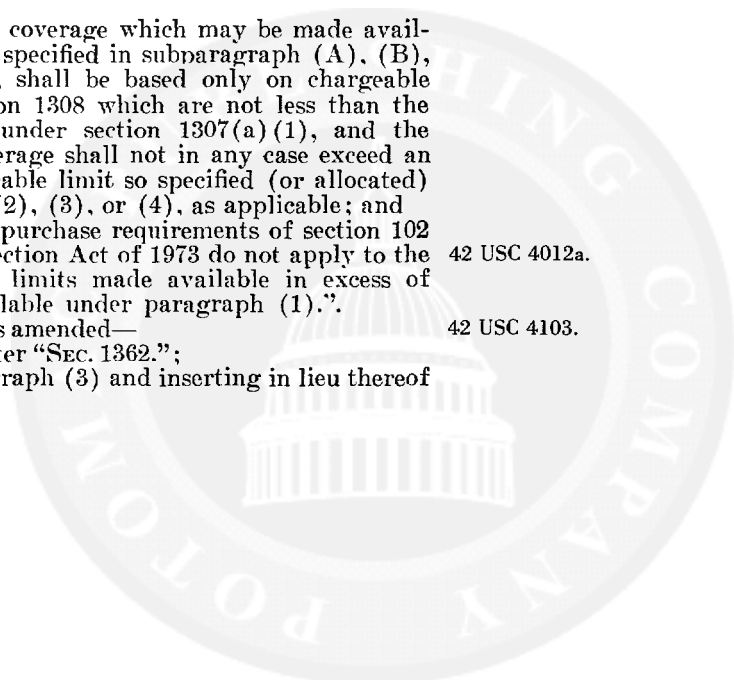 coverage which may be made avail-
specified in subparagraph (A), (B),
, shall be based only on chargeable
on 1308 which are not less than the
under section 1307(a)(1), and the
erage shall not in any case exceed an
able limit so specified (or allocated)
2), (3), or (4), as applicable; and
purchase requirements of section 102
ection Act of 1973 do not apply to the 42 USC 4012a.
limits made available in excess of
lable under paragraph (1).".
s amended— 42 USC 4103.
ter "SEC. 1362.";
raph (3) and inserting in lieu thereof
WASHING
COMPANY
POTOM